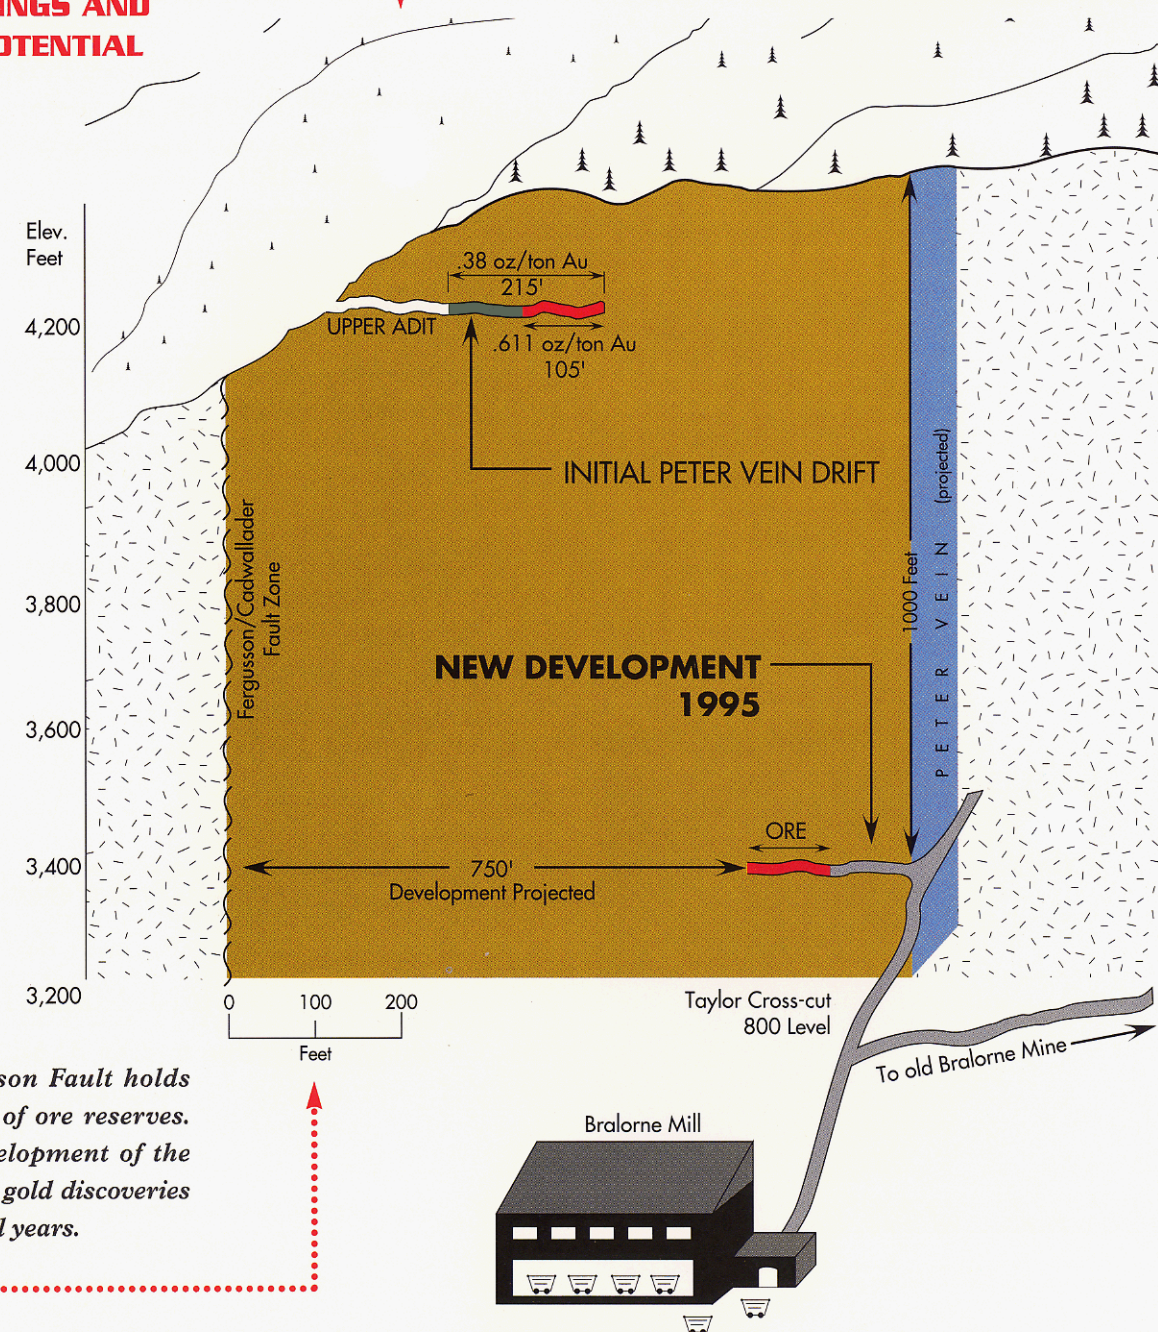 INGS AND
OTENTIAL
Elev.
Feet
.38 oz/ton Au
215'
4,200
UPPER ADIT
.611 oz/ton Au
105'
4,000
INITIAL PETER VEIN DRIFT
PETER VEIN (projected)
Fergusson/Cadwallader
Fault Zone
1000 Feet
3,800
NEW DEVELOPMENT
1995
3,600
ORE
3,400
750'
Development Projected
3,200
0 100 200
Feet
Taylor Cross-cut
800 Level
To old Bralorne Mine
son Fault holds
of ore reserves.
elopment of the
gold discoveries
l years.
Bralorne Mill